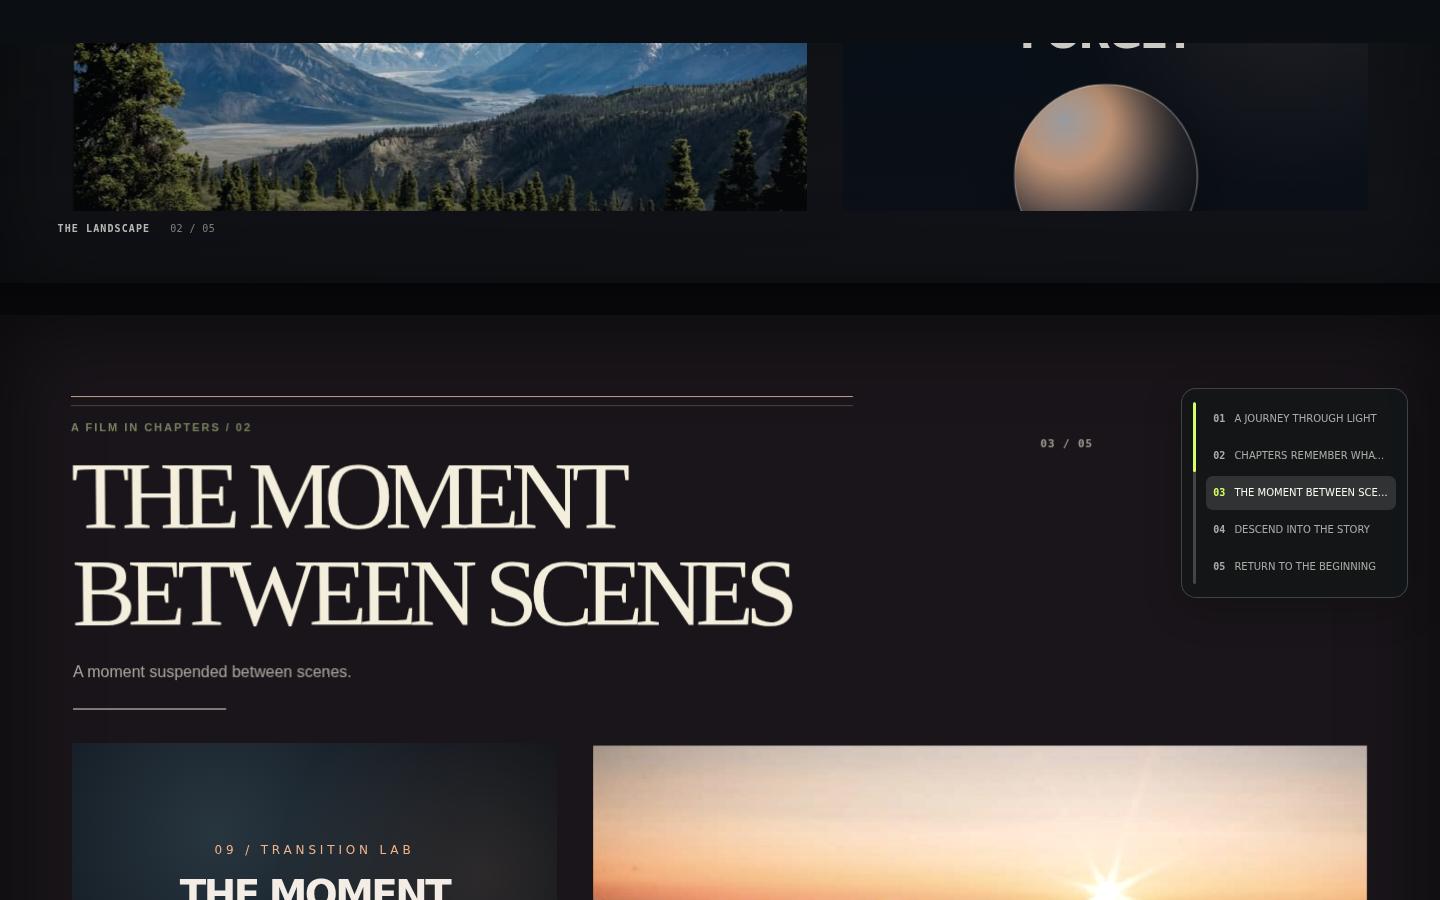 FORGET
THE LANDSCAPE 02 / 05
A FILM IN CHAPTERS / 02
03 / 05
THE MOMENT
BETWEEN SCENES
A moment suspended between scenes.
01 A JOURNEY THROUGH LIGHT
02 CHAPTERS REMEMBER WHA...
03 THE MOMENT BETWEEN SCE...
04 DESCEND INTO THE STORY
05 RETURN TO THE BEGINNING
09 / TRANSITION LAB
THE MOMENT